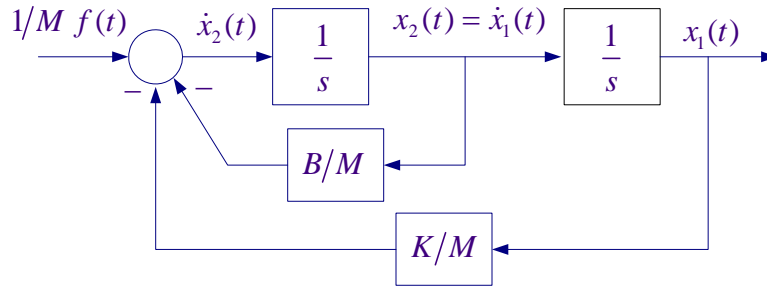 1/M f(t)
ẋ₂(t)
1/s
x₂(t) = ẋ₁(t)
1/s
x₁(t)
−
−
B/M
K/M